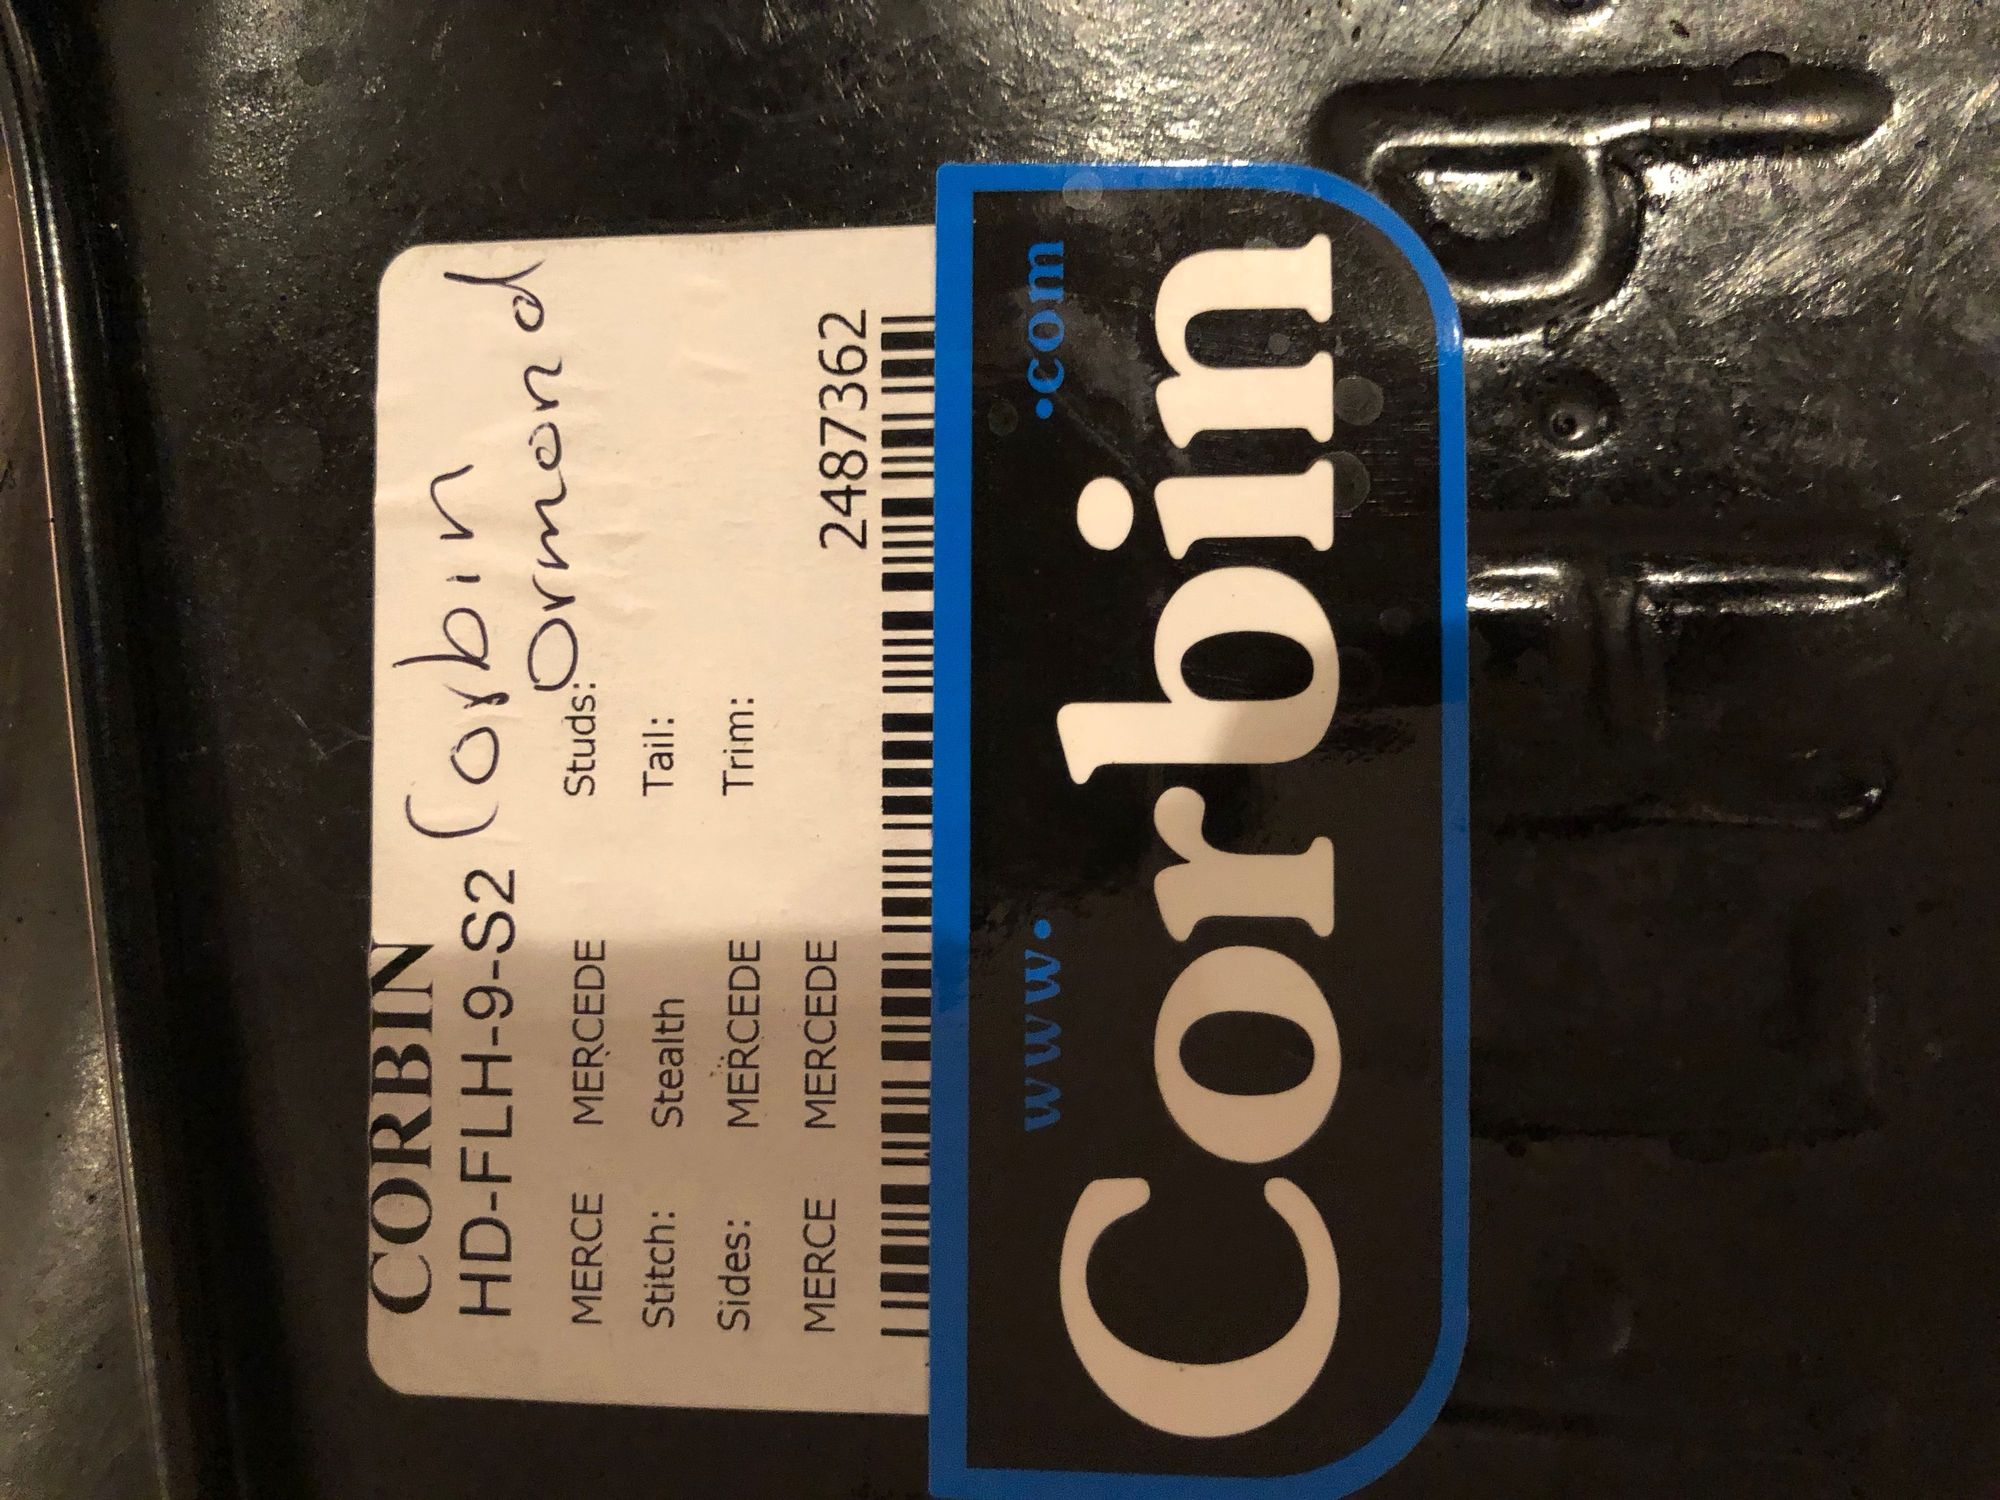 CORBIN
HD-FLH-9-S2 Corbin
Ormond
MERCE MERCEDE Studs:
Stitch: Stealth Tail:
Sides: MERCEDE Trim:
MERCE MERCEDE
2487362
www. .com
Corbin